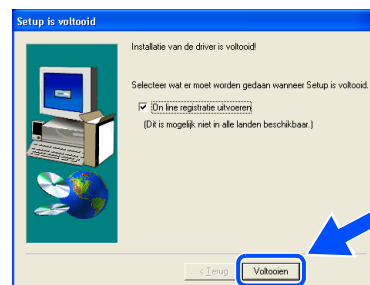 Setup is voltooid
Installatie van de driver is voltooid!
Selecteer wat er moet worden gedaan wanneer Setup is voltooid.
On line registratie uitvoeren
(Dit is mogelijk niet in alle landen beschikbaar.)
< Terug
Voltooien